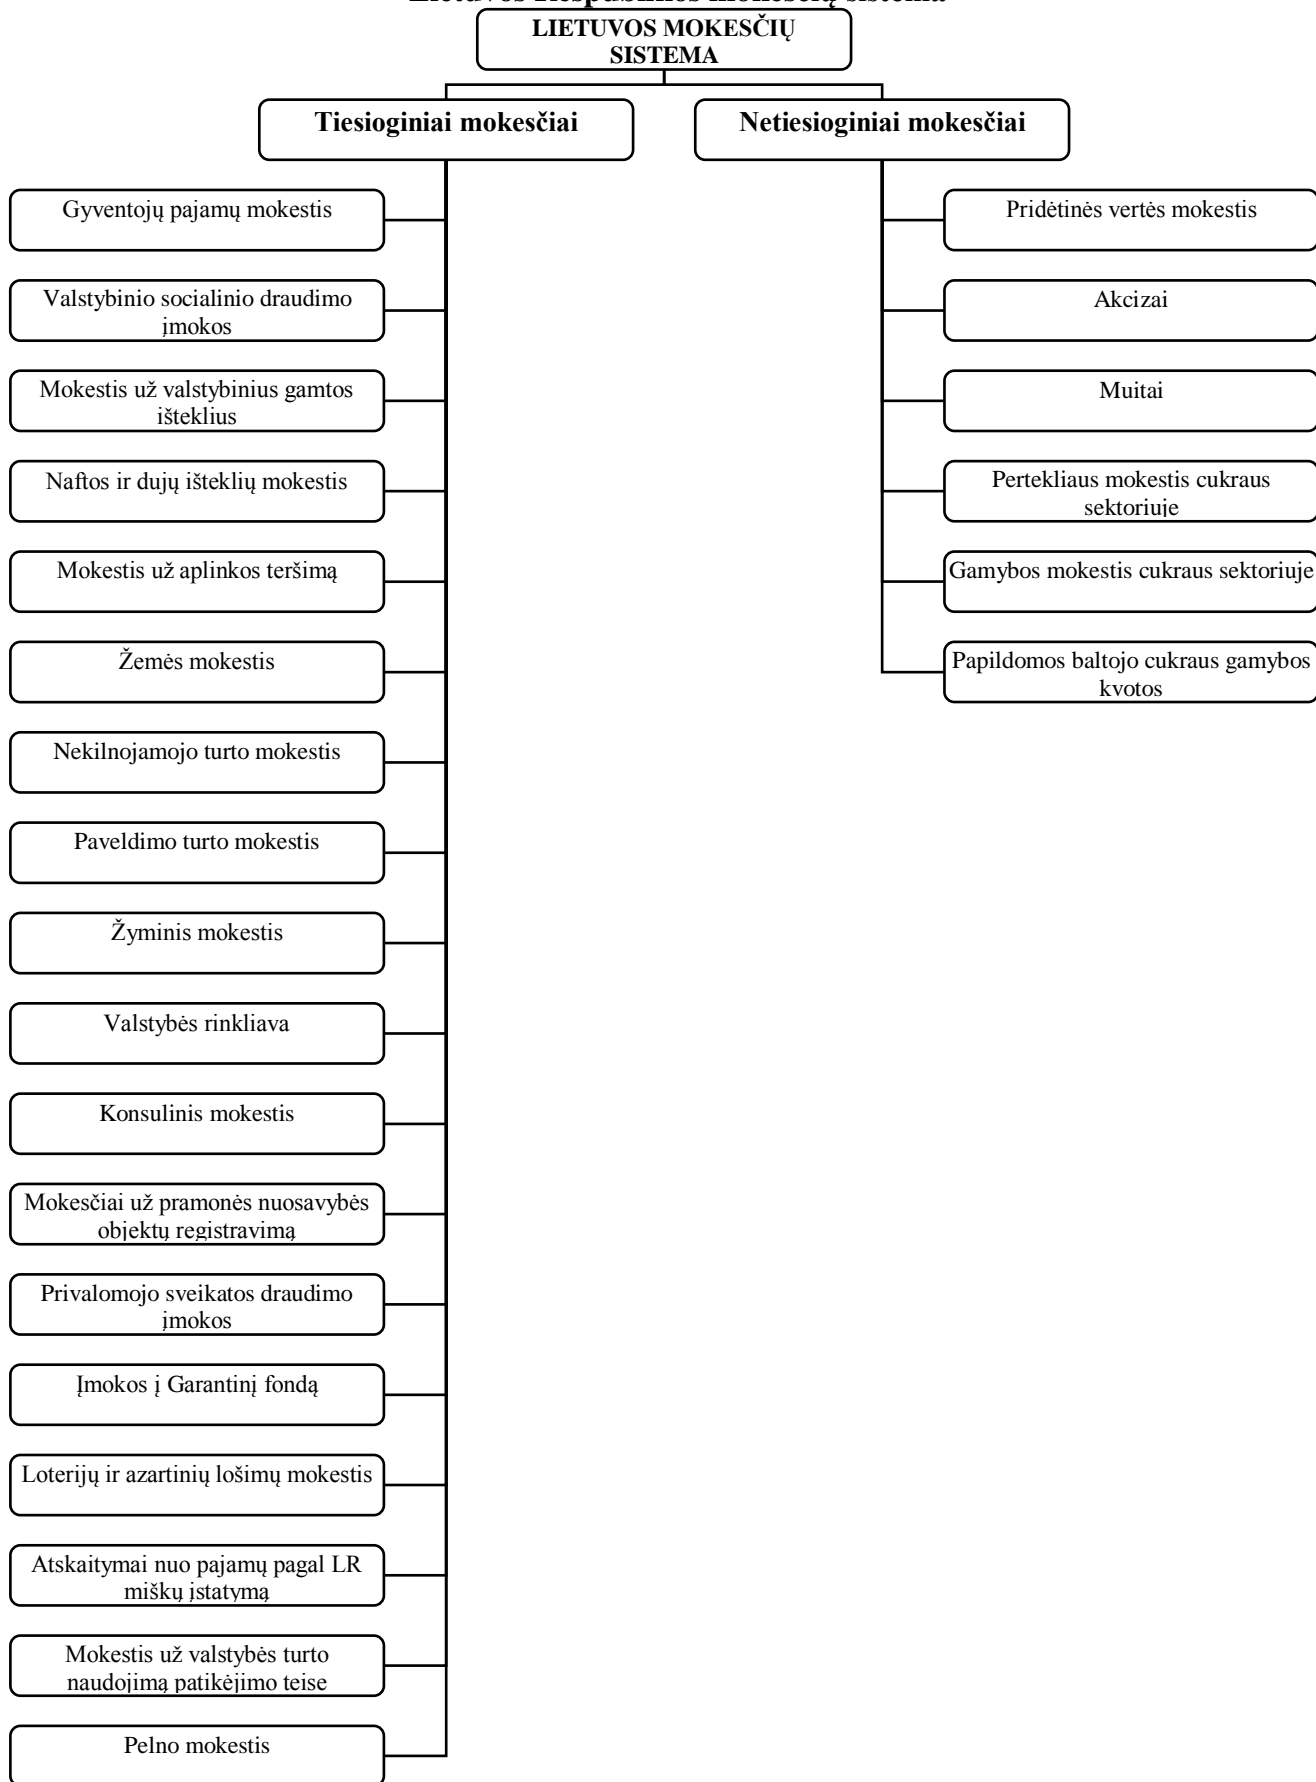 Lietuvos Respublikos mokesčių sistema
LIETUVOS MOKESČIŲ
SISTEMA
Tiesioginiai mokesčiai
Netiesioginiai mokesčiai
Gyventojų pajamų mokestis
Valstybinio socialinio draudimo
įmokos
Mokestis už valstybinius gamtos
išteklius
Naftos ir dujų išteklių mokestis
Mokestis už aplinkos teršimą
Žemės mokestis
Nekilnojamojo turto mokestis
Paveldimo turto mokestis
Žyminis mokestis
Valstybės rinkliava
Konsulinis mokestis
Mokesčiai už pramonės nuosavybės
objektų registravimą
Privalomojo sveikatos draudimo
įmokos
Įmokos į Garantinį fondą
Loterijų ir azartinių lošimų mokestis
Atskaitymai nuo pajamų pagal LR
miškų įstatymą
Mokestis už valstybės turto
naudojimą patikėjimo teise
Pelno mokestis
Pridėtinės vertės mokestis
Akcizai
Muitai
Pertekliaus mokestis cukraus
sektoriuje
Gamybos mokestis cukraus sektoriuje
Papildomos baltojo cukraus gamybos
kvotos